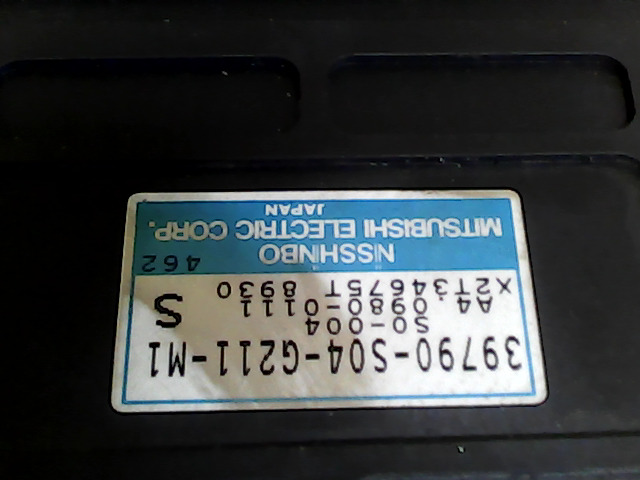 39790-S04-G211-M1
S0-004
A4 0980-0111 S
X2T34675T 8930
462
NISSHINBO
MITSUBISHI ELECTRIC CORP.
JAPAN